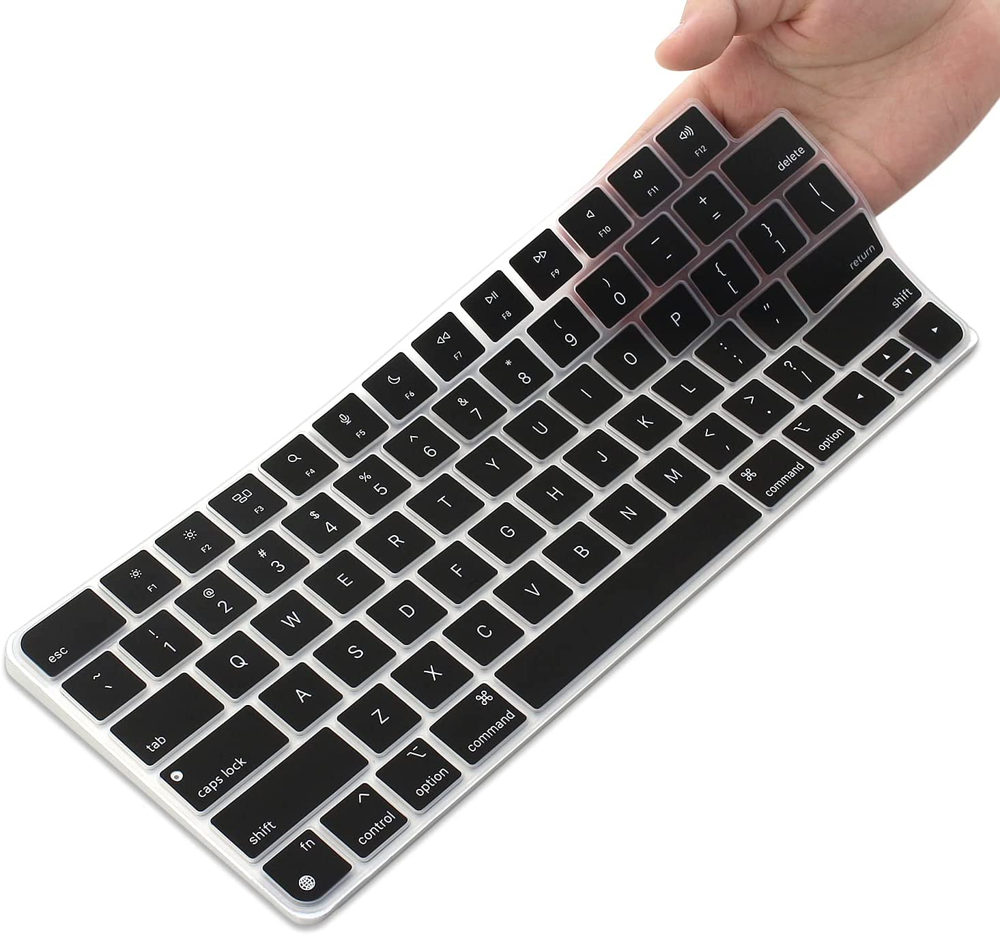 esc
F1
F2
F3
F4
F5
F6
F7
F8
F9
F10
F11
F12
~
`
!
1
@
2
#
3
$
4
%
5
^
6
&
7
*
8
(
9
)
0
—
-
+
=
delete
tab
Q
W
E
R
T
Y
U
I
O
P
{
[
}
]
|
\
caps lock
A
S
D
F
G
H
J
K
L
:
;
"
'
return
shift
Z
X
C
V
B
N
M
<
,
>
.
?
/
shift
fn
control
option
command
command
option